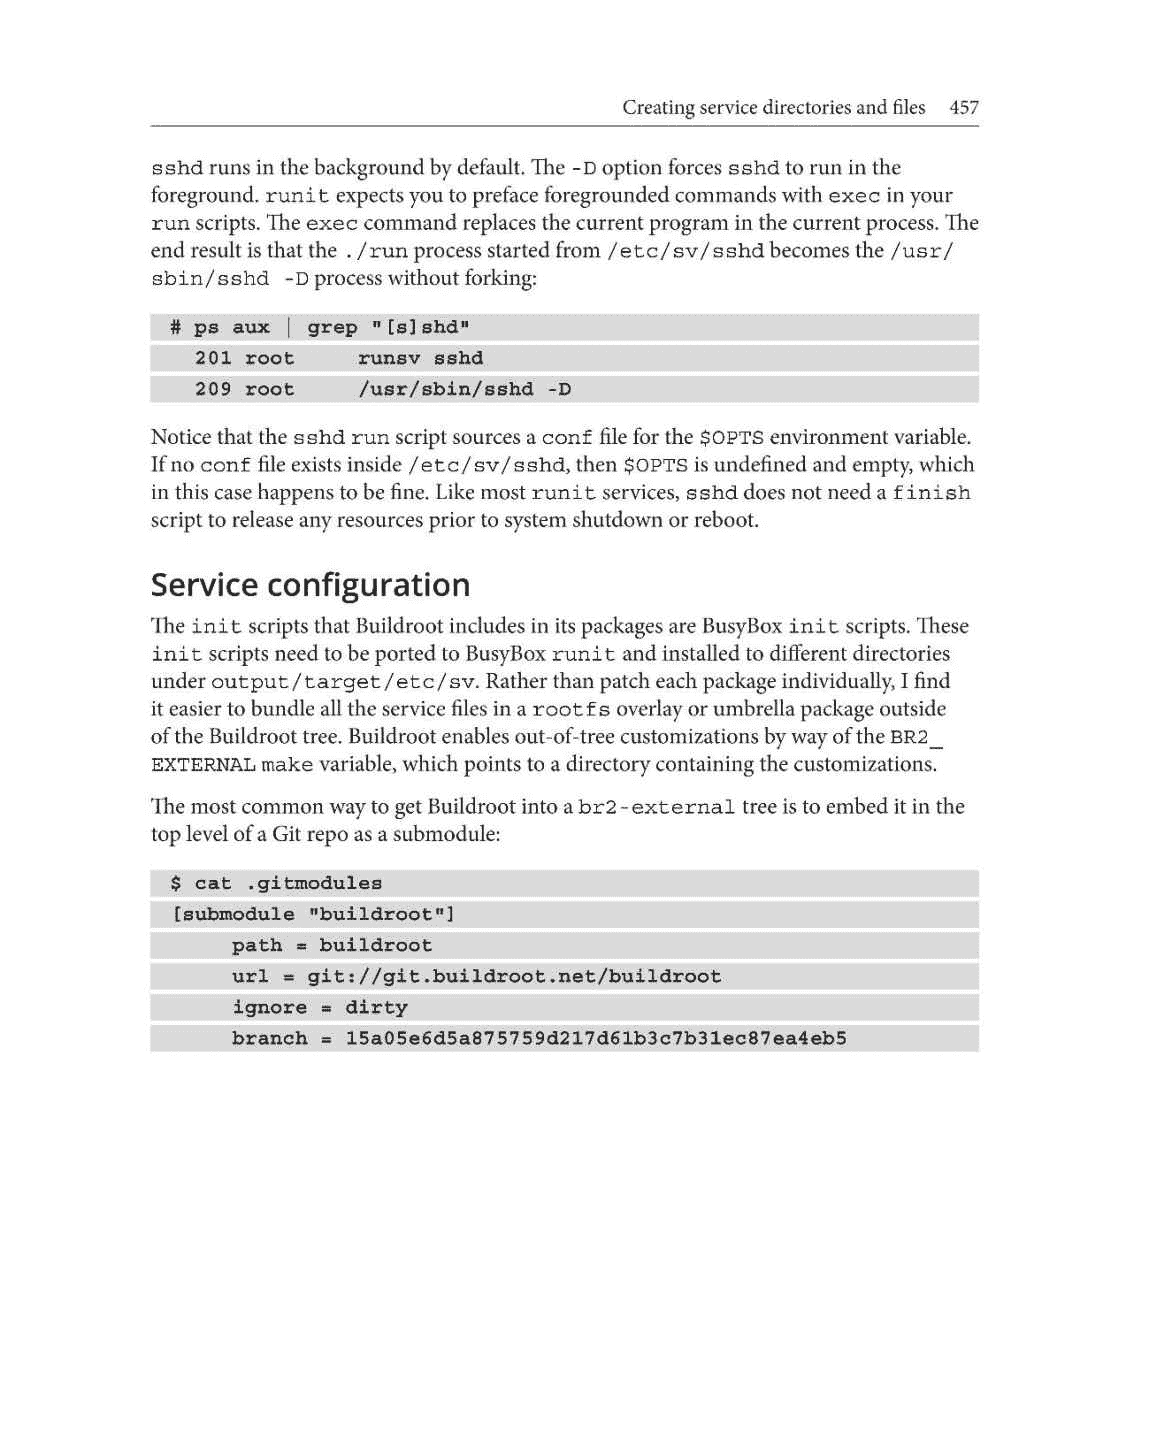 Creating service directories and files 457
sshd runs in the background by default. The -D option forces sshd to run in the
foreground. runit expects you to preface foregrounded commands with exec in your
run scripts. The exec command replaces the current program in the current process. The
end result is that the ./run process started from /etc/sv/sshd becomes the /usr/
sbin/sshd -D process without forking:
# ps aux | grep "[s]shd"
201 root runsv sshd
209 root /usr/sbin/sshd -D
Notice that the sshd run script sources a conf file for the $OPTS environment variable.
If no conf file exists inside /etc/sv/sshd, then $OPTS is undefined and empty, which
in this case happens to be fine. Like most runit services, sshd does not need a finish
script to release any resources prior to system shutdown or reboot.
Service configuration
The init scripts that Buildroot includes in its packages are BusyBox init scripts. These
init scripts need to be ported to BusyBox runit and installed to different directories
under output/target/etc/sv. Rather than patch each package individually, I find
it easier to bundle all the service files in a rootfs overlay or umbrella package outside
of the Buildroot tree. Buildroot enables out-of-tree customizations by way of the BR2_
EXTERNAL make variable, which points to a directory containing the customizations.
The most common way to get Buildroot into a br2-external tree is to embed it in the
top level of a Git repo as a submodule:
$ cat .gitmodules
[submodule "buildroot"]
path = buildroot
url = git://git.buildroot.net/buildroot
ignore = dirty
branch = 15a05e6d5a875759d217d61b3c7b31ec87ea4eb5